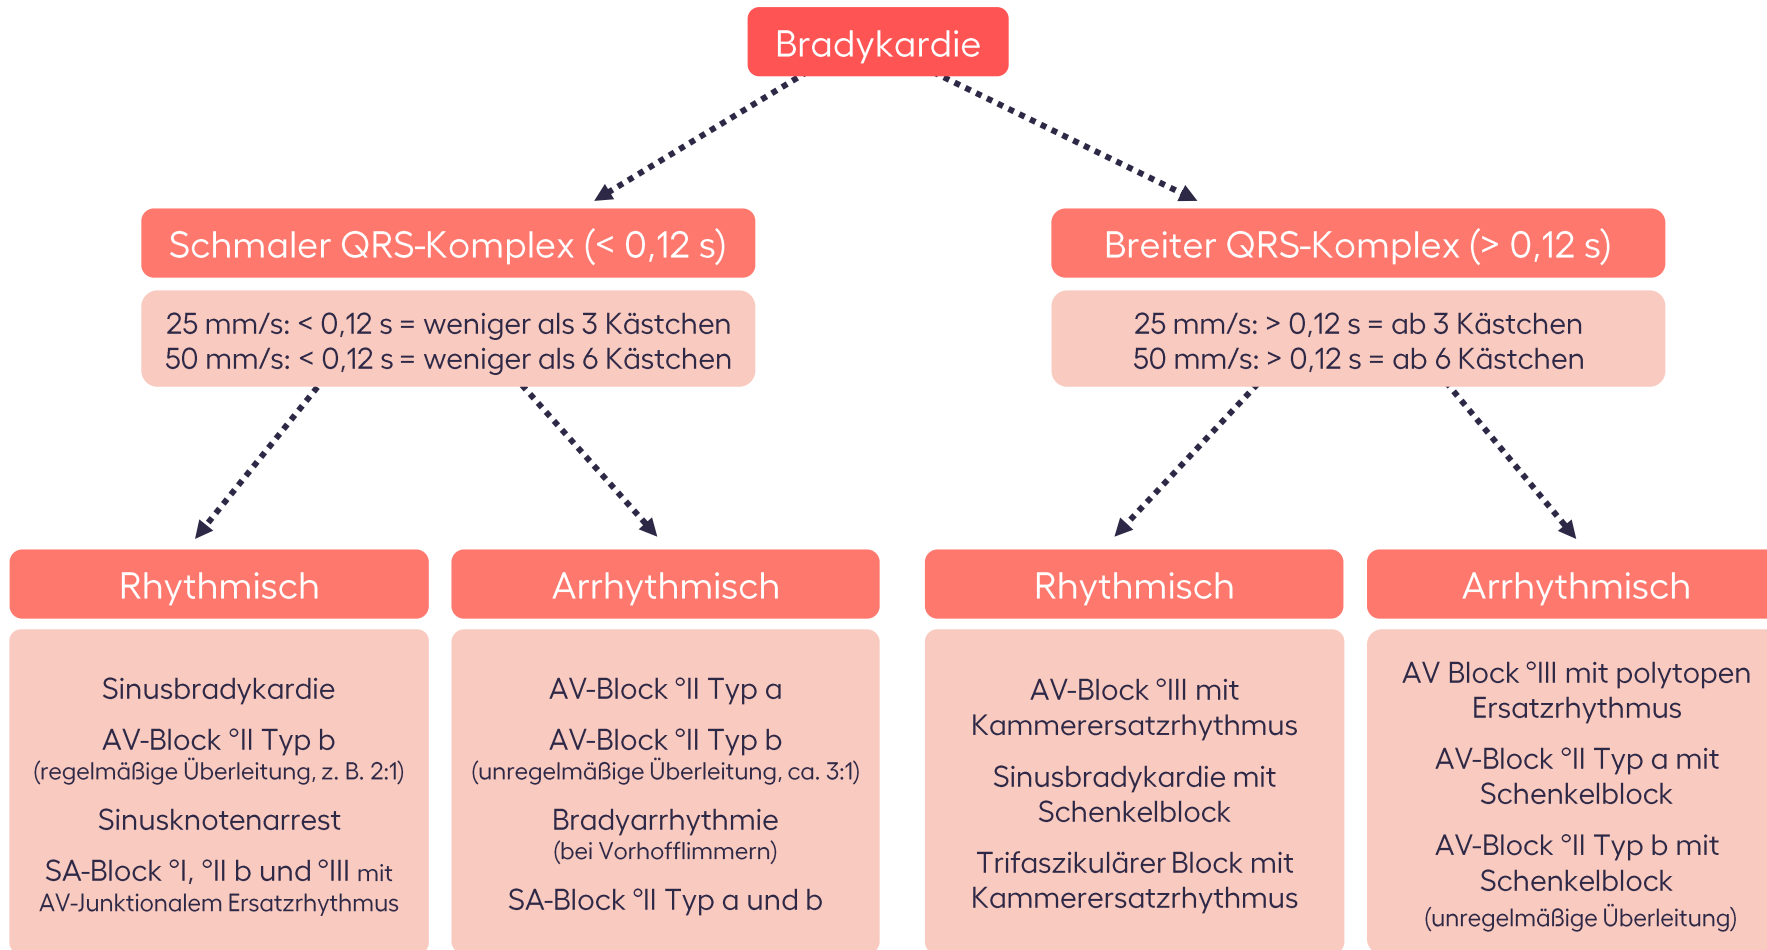 Bradykardie
Schmaler QRS-Komplex (< 0,12 s)
25 mm/s: < 0,12 s = weniger als 3 Kästchen
50 mm/s: < 0,12 s = weniger als 6 Kästchen
Breiter QRS-Komplex (> 0,12 s)
25 mm/s: > 0,12 s = ab 3 Kästchen
50 mm/s: > 0,12 s = ab 6 Kästchen
Rhythmisch
Sinusbradykardie
AV-Block °II Typ b
(regelmäßige Überleitung, z. B. 2:1)
Sinusknotenarrest
SA-Block °I, °II b und °III mit
AV-Junktionalem Ersatzrhythmus
Arrhythmisch
AV-Block °II Typ a
AV-Block °II Typ b
(unregelmäßige Überleitung, ca. 3:1)
Bradyarrhythmie
(bei Vorhofflimmern)
SA-Block °II Typ a und b
Rhythmisch
AV-Block °III mit
Kammerersatzrhythmus
Sinusbradykardie mit
Schenkelblock
Trifaszikulärer Block mit
Kammerersatzrhythmus
Arrhythmisch
AV Block °III mit polytopen
Ersatzrhythmus
AV-Block °II Typ a mit
Schenkelblock
AV-Block °II Typ b mit
Schenkelblock
(unregelmäßige Überleitung)